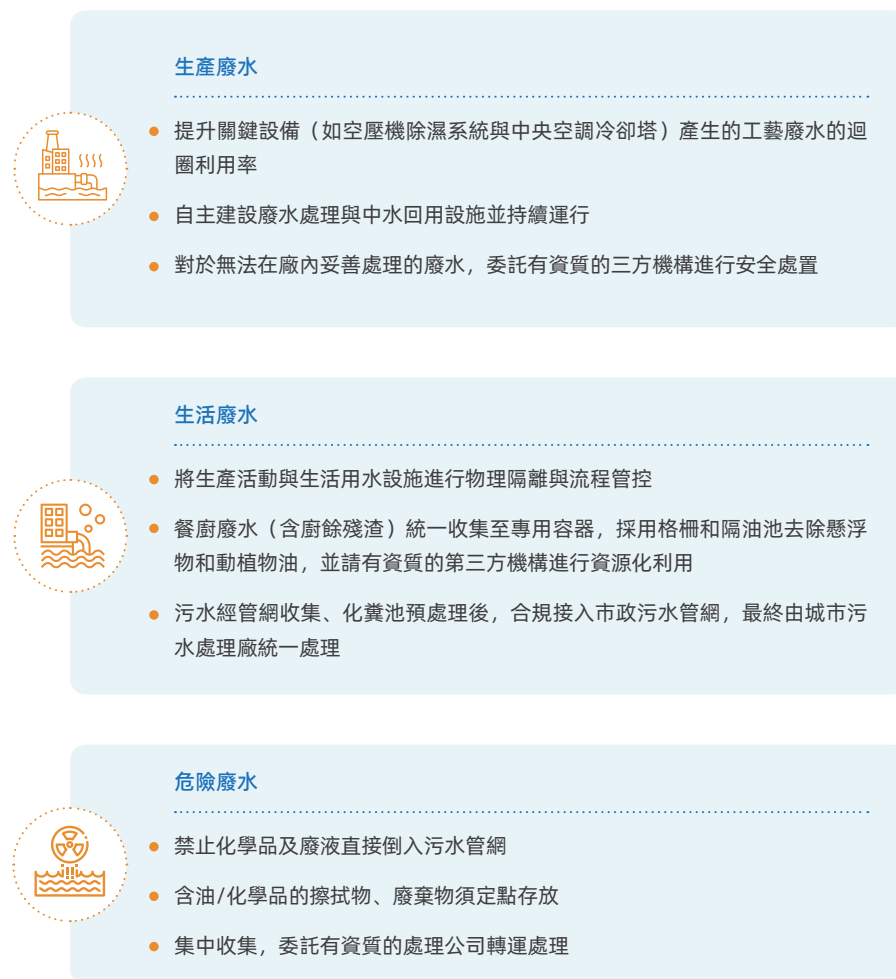 生產廢水
提升關鍵設備（如空壓機除濕系統與中央空調冷卻塔）產生的工藝廢水的迴
圈利用率
自主建設廢水處理與中水回用設施並持續運行
對於無法在廠內妥善處理的廢水，委託有資質的三方機構進行安全處置
生活廢水
將生產活動與生活用水設施進行物理隔離與流程管控
餐廚廢水（含廚餘殘渣）統一收集至專用容器，採用格柵和隔油池去除懸浮
物和動植物油，並請有資質的第三方機構進行資源化利用
污水經管網收集、化糞池預處理後，合規接入市政污水管網，最終由城市污
水處理廠統一處理
危險廢水
禁止化學品及廢液直接倒入污水管網
含油/化學品的擦拭物、廢棄物須定點存放
集中收集，委託有資質的處理公司轉運處理